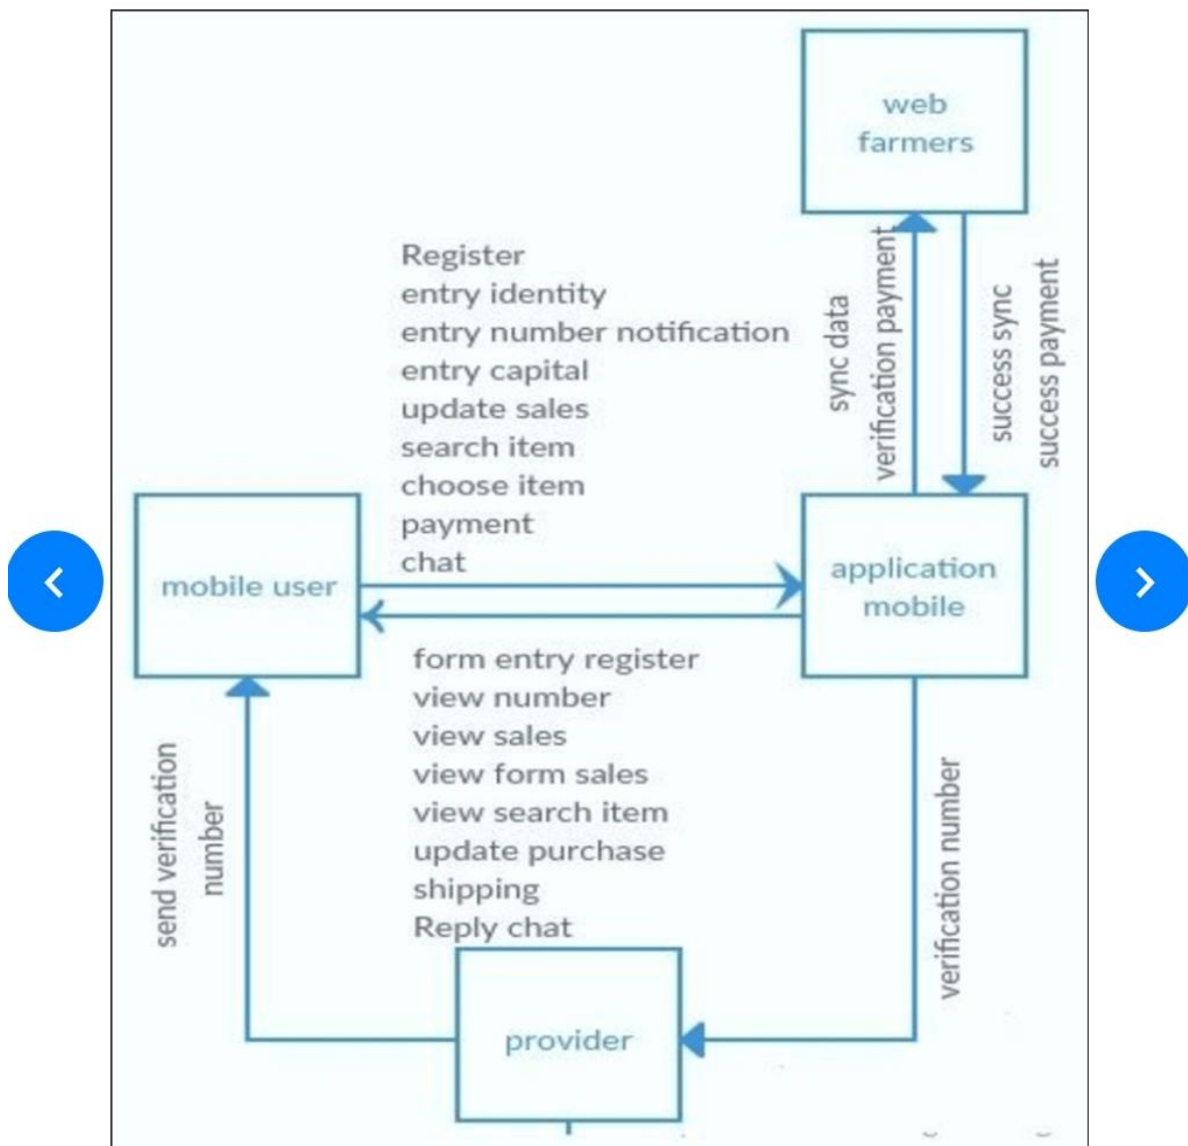 web
farmers
sync data
verification payment
success sync
success payment
Register
entry identity
entry number notification
entry capital
update sales
search item
choose item
payment
chat
mobile user
application
mobile
form entry register
view number
view sales
view form sales
view search item
update purchase
shipping
Reply chat
send verification
number
verification number
provider